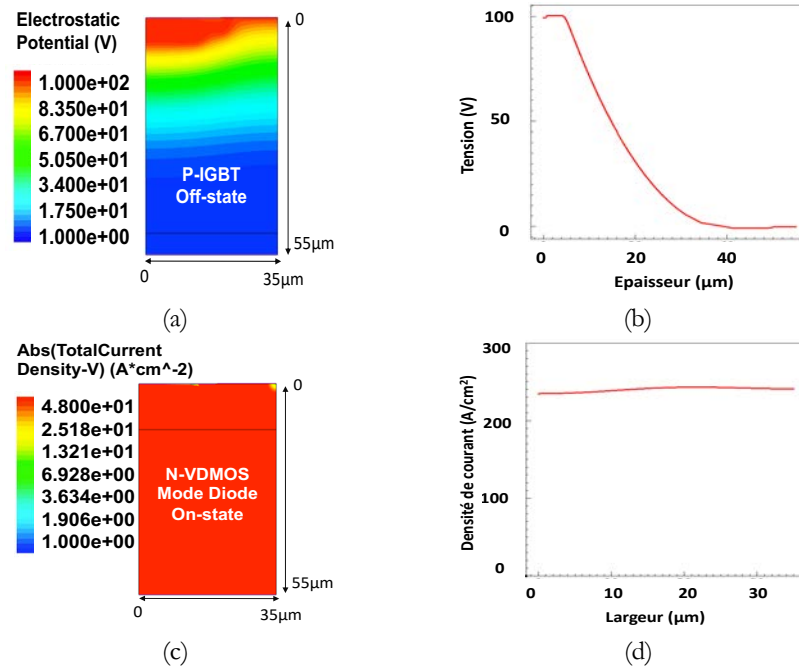 Electrostatic
Potential (V)
1.000e+02
8.350e+01
6.700e+01
5.050e+01
3.400e+01
1.750e+01
1.000e+00
P-IGBT
Off-state
0
55µm
0
35µm
(a)
Tension (V)
100
50
0
0
20
40
Epaisseur (µm)
(b)
Abs(TotalCurrent
Density-V) (A*cm^-2)
4.800e+01
2.518e+01
1.321e+01
6.928e+00
3.634e+00
1.906e+00
1.000e+00
N-VDMOS
Mode Diode
On-state
0
55µm
0
35µm
(c)
Densité de courant (A/cm²)
300
200
100
0
0
10
20
30
Largeur (µm)
(d)